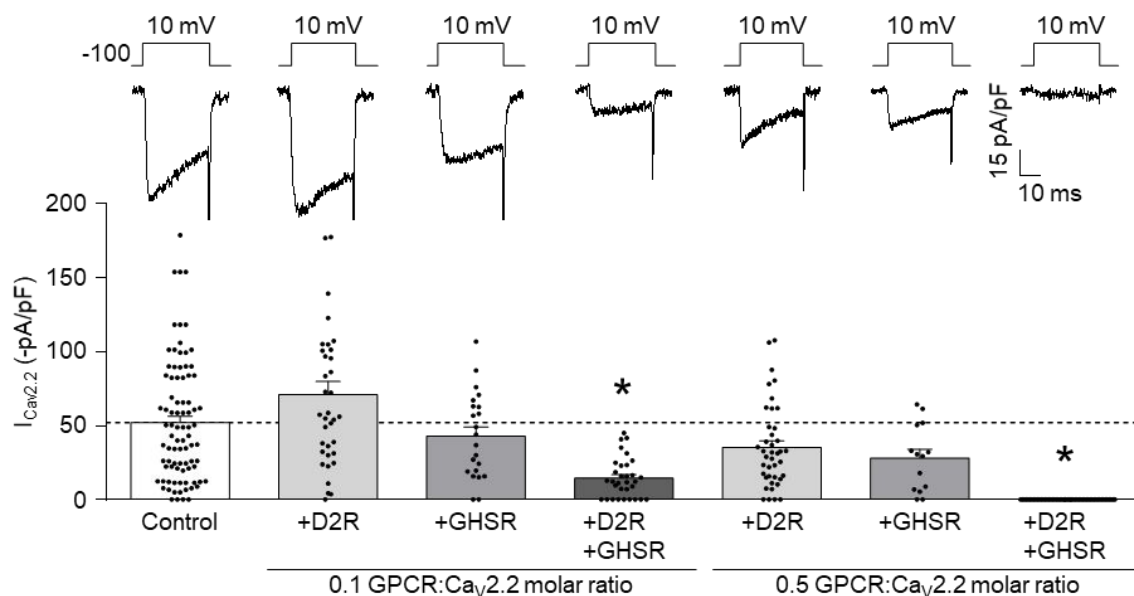 10 mV 10 mV 10 mV 10 mV 10 mV 10 mV 10 mV
-100
15 pA/pF
10 ms
200
150
100
50
0
I_Cav2.2 (-pA/pF)
* *
Control +D2R +GHSR +D2R +D2R +GHSR +D2R
+GHSR +GHSR
0.1 GPCR:Cav2.2 molar ratio 0.5 GPCR:Cav2.2 molar ratio